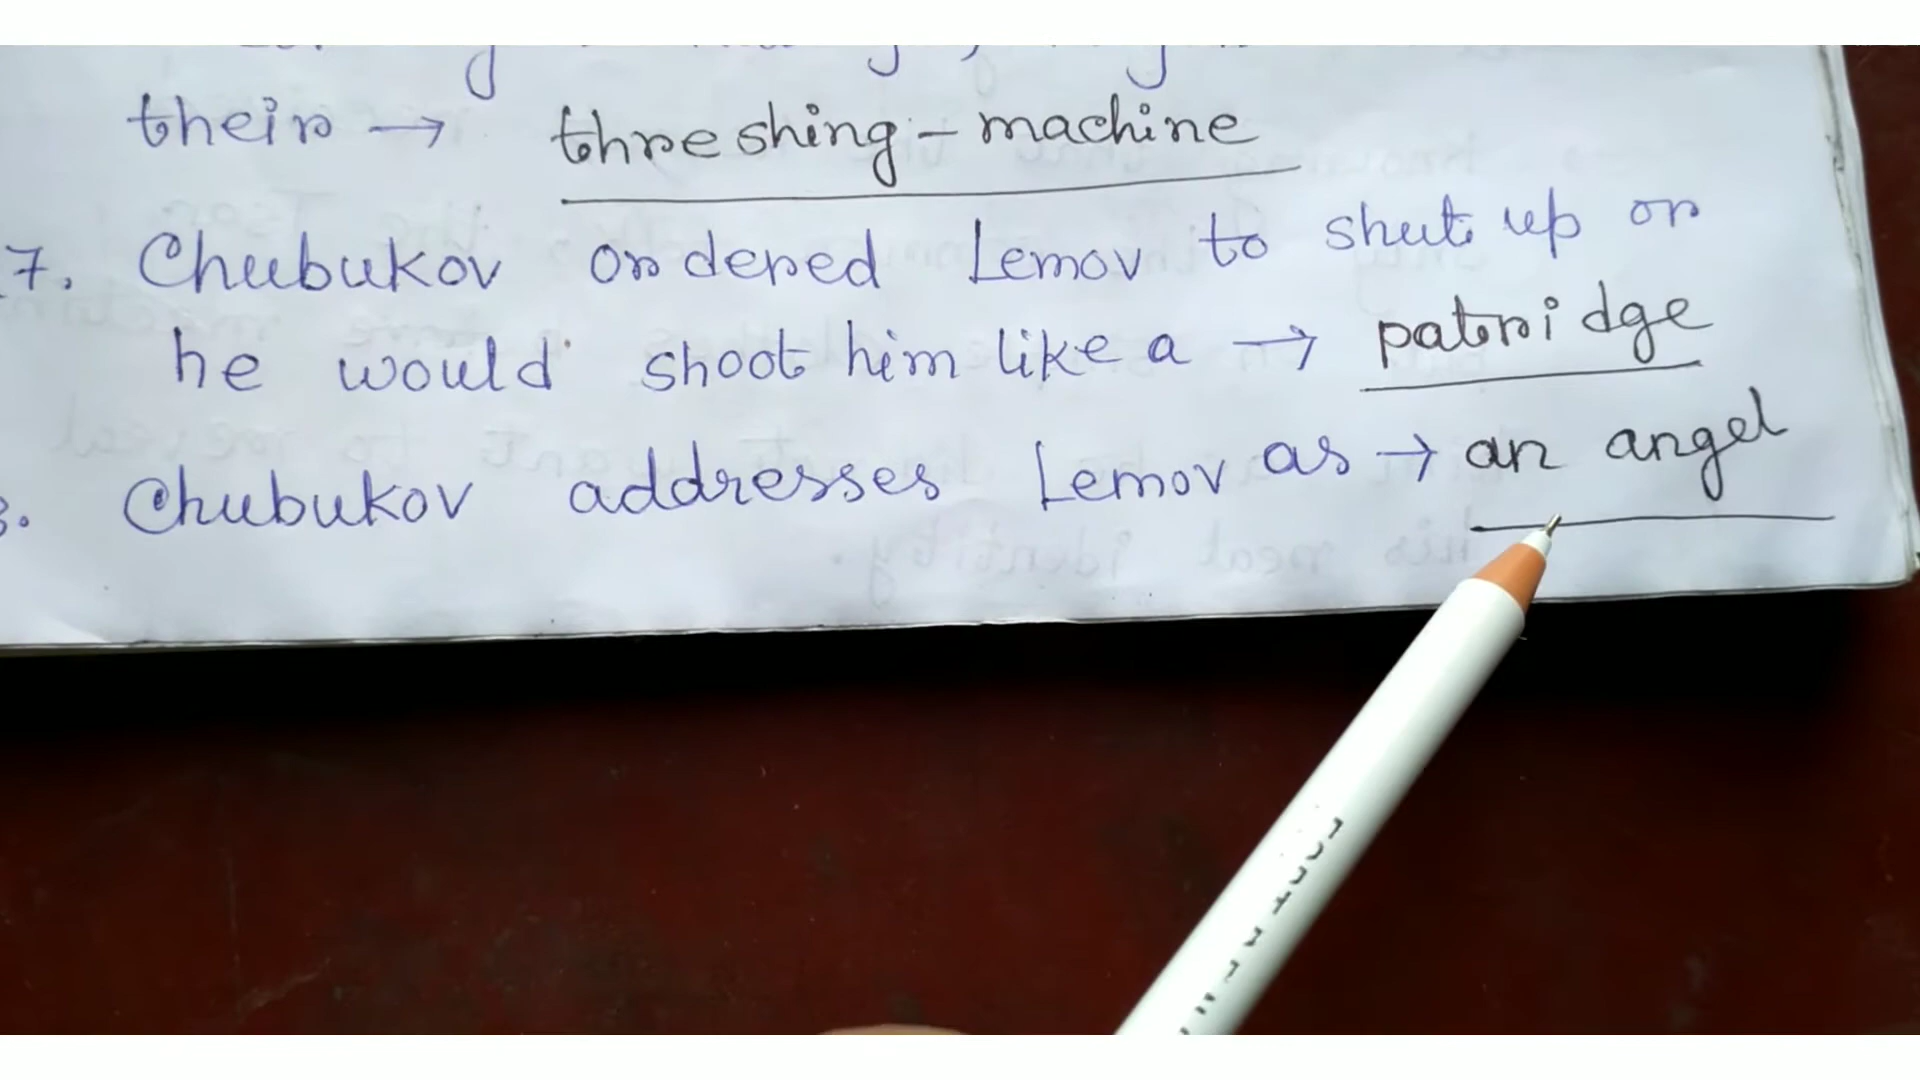 their → threshing - machine
7. Chubukov ordered Lemov to shut up or
he would shoot him like a → patridge
8. Chubukov addresses Lemov as → an angel